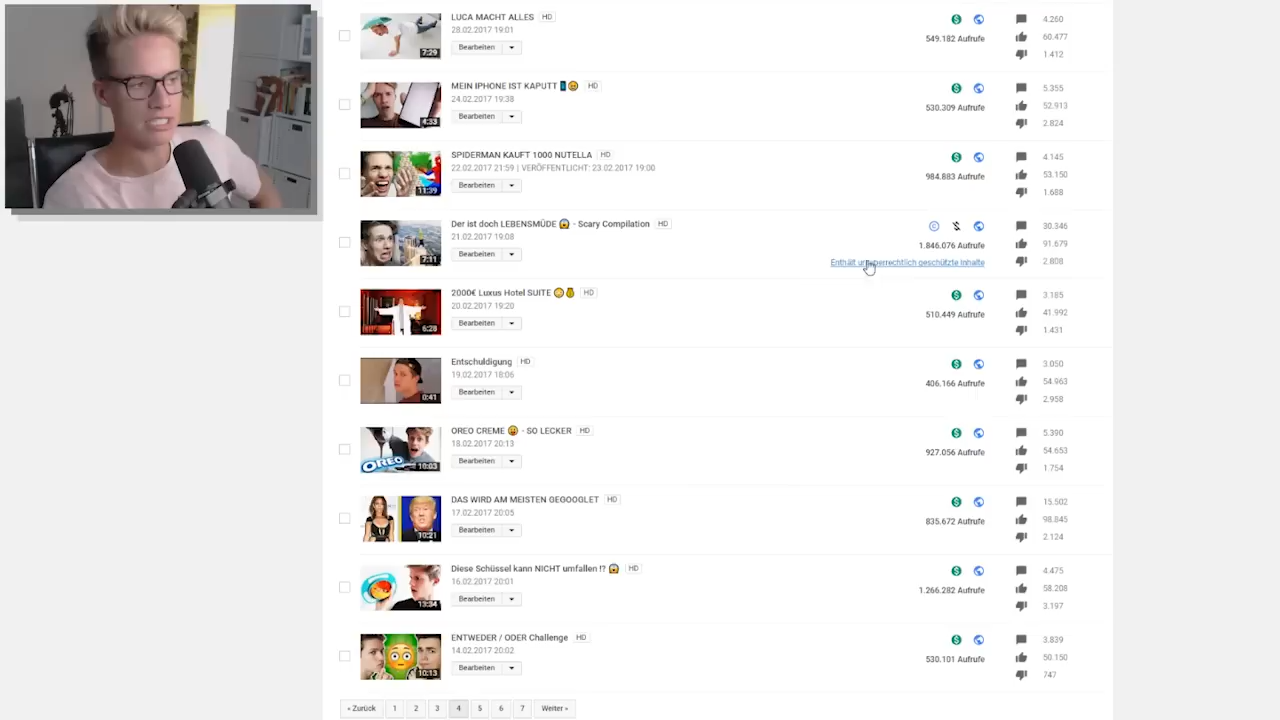 LUCA MACHT ALLES HD
28.02.2017 19:01
Bearbeiten
7:29
549.182 Aufrufe
4.260
60.477
1.412
MEIN IPHONE IST KAPUTT📱😢 HD
24.02.2017 19:38
Bearbeiten
4:33
530.309 Aufrufe
5.355
52.913
2.824
SPIDERMAN KAUFT 1000 NUTELLA HD
22.02.2017 21:59 | VERÖFFENTLICHT: 23.02.2017 19:00
Bearbeiten
11:39
984.883 Aufrufe
4.145
53.150
1.688
Der ist doch LEBENSMÜDE 😱 - Scary Compilation HD
21.02.2017 19:08
Bearbeiten
7:11
1.846.076 Aufrufe
Enthält urheberrechtlich geschützte Inhalte
30.346
91.679
2.808
2000€ Luxus Hotel SUITE 😳💰 HD
20.02.2017 19:20
Bearbeiten
6:28
510.449 Aufrufe
3.185
41.992
1.431
Entschuldigung HD
19.02.2017 18:06
Bearbeiten
0:41
406.166 Aufrufe
3.050
54.963
2.958
OREO CREME 😛 - SO LECKER HD
18.02.2017 20:13
Bearbeiten
OREO
10:03
927.056 Aufrufe
5.390
54.653
1.754
DAS WIRD AM MEISTEN GEGOOGLET HD
17.02.2017 20:05
Bearbeiten
10:21
835.672 Aufrufe
15.502
98.845
2.124
Diese Schüssel kann NICHT umfallen !? 😱 HD
16.02.2017 20:01
Bearbeiten
13:34
1.266.282 Aufrufe
4.475
58.208
3.197
ENTWEDER / ODER Challenge HD
14.02.2017 20:02
Bearbeiten
10:13
530.101 Aufrufe
3.839
50.150
747
« Zurück 1 2 3 4 5 6 7 Weiter »